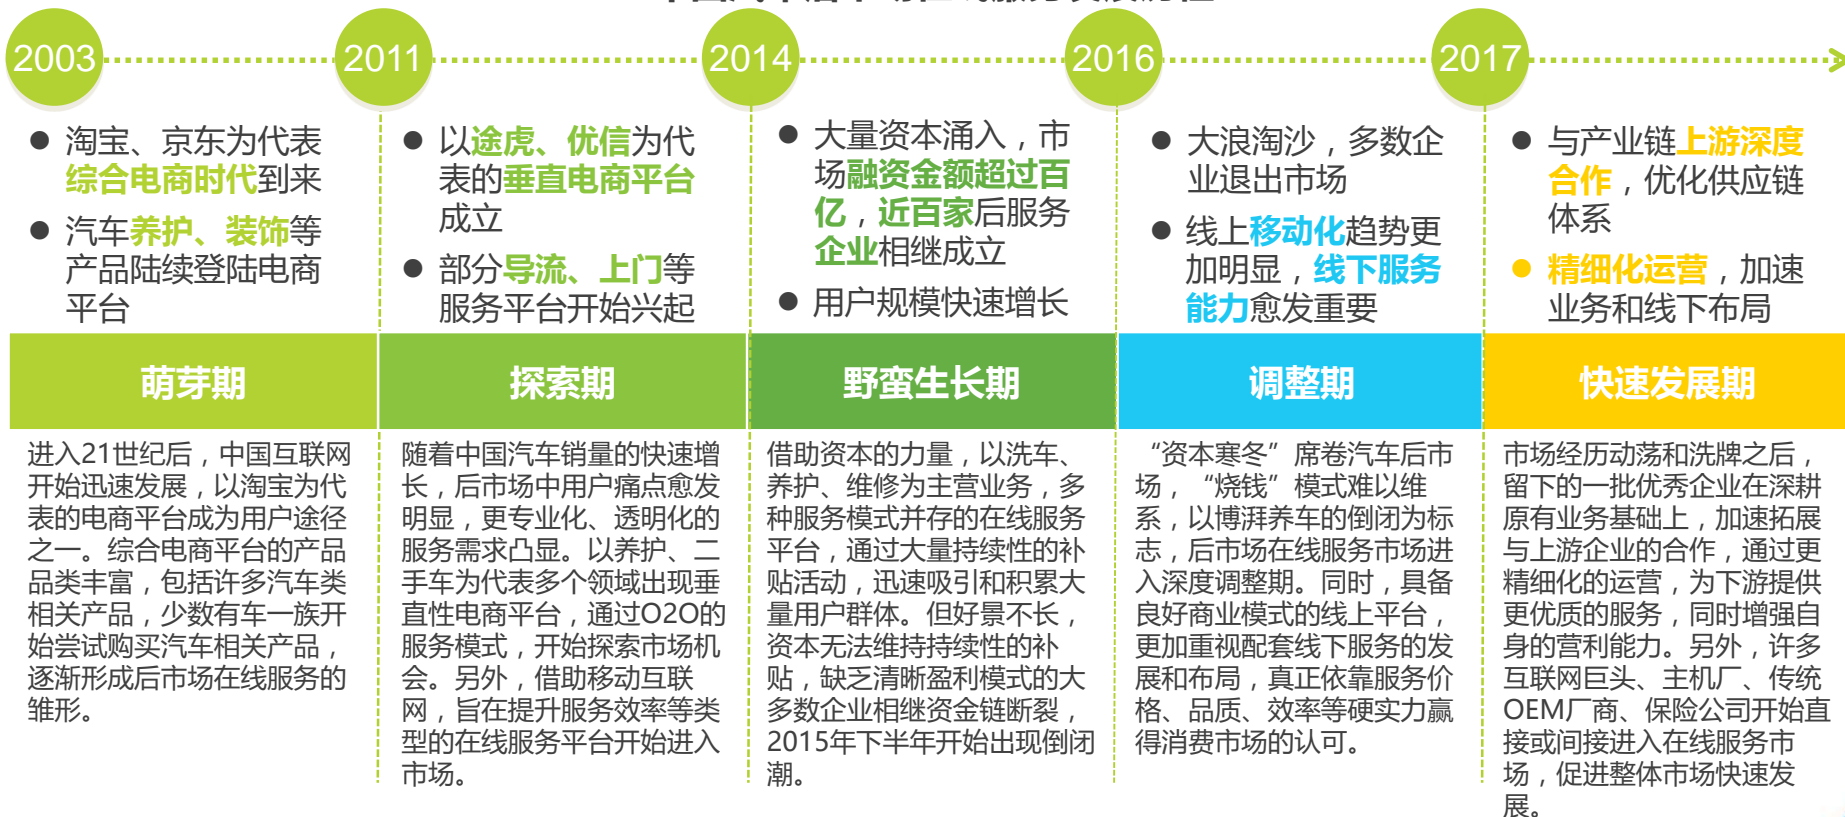 2003
2011
2014
2016
2017
淘宝、京东为代表
综合电商时代到来
汽车养护、装饰等
产品陆续登陆电商
平台
以途虎、优信为代
表的垂直电商平台
成立
部分导流、上门等
服务平台开始兴起
大量资本涌入，市
场融资金额超过百
亿，近百家后服务
企业相继成立
用户规模快速增长
大浪淘沙，多数企
业退出市场
线上移动化趋势更
加明显，线下服务
能力愈发重要
与产业链上游深度
合作，优化供应链
体系
精细化运营，加速
业务和线下布局
萌芽期
探索期
野蛮生长期
调整期
快速发展期
进入21世纪后，中国互联网
开始迅速发展，以淘宝为代
表的电商平台成为用户途径
之一。综合电商平台的产品
品类丰富，包括许多汽车类
相关产品，少数有车一族开
始尝试购买汽车相关产品，
逐渐形成后市场在线服务的
雏形。
随着中国汽车销量的快速增
长，后市场中用户痛点愈发
明显，更专业化、透明化的
服务需求凸显。以养护、二
手车为代表多个领域出现垂
直性电商平台，通过O2O的
服务模式，开始探索市场机
会。另外，借助移动互联
网，旨在提升服务效率等类
型的在线服务平台开始进入
市场。
借助资本的力量，以洗车、
养护、维修为主营业务，多
种服务模式并存的在线服务
平台，通过大量持续性的补
贴活动，迅速吸引和积累大
量用户群体。但好景不长，
资本无法维持持续性的补
贴，缺乏清晰盈利模式的大
多数企业相继资金链断裂，
2015年下半年开始出现倒闭
潮。
“资本寒冬”席卷汽车后市
场，“烧钱”模式难以维
系，以博湃养车的倒闭为标
志，后市场在线服务市场进
入深度调整期。同时，具备
良好商业模式的线上平台，
更加重视配套线下服务的发
展和布局，真正依靠服务价
格、品质、效率等硬实力赢
得消费市场的认可。
市场经历动荡和洗牌之后，
留下的一批优秀企业在深耕
原有业务基础上，加速拓展
与上游企业的合作，通过更
精细化的运营，为下游提供
更优质的服务，同时增强自
身的营利能力。另外，许多
互联网巨头、主机厂、传统
OEM厂商、保险公司开始直
接或间接进入在线服务市
场，促进整体市场快速发
展。